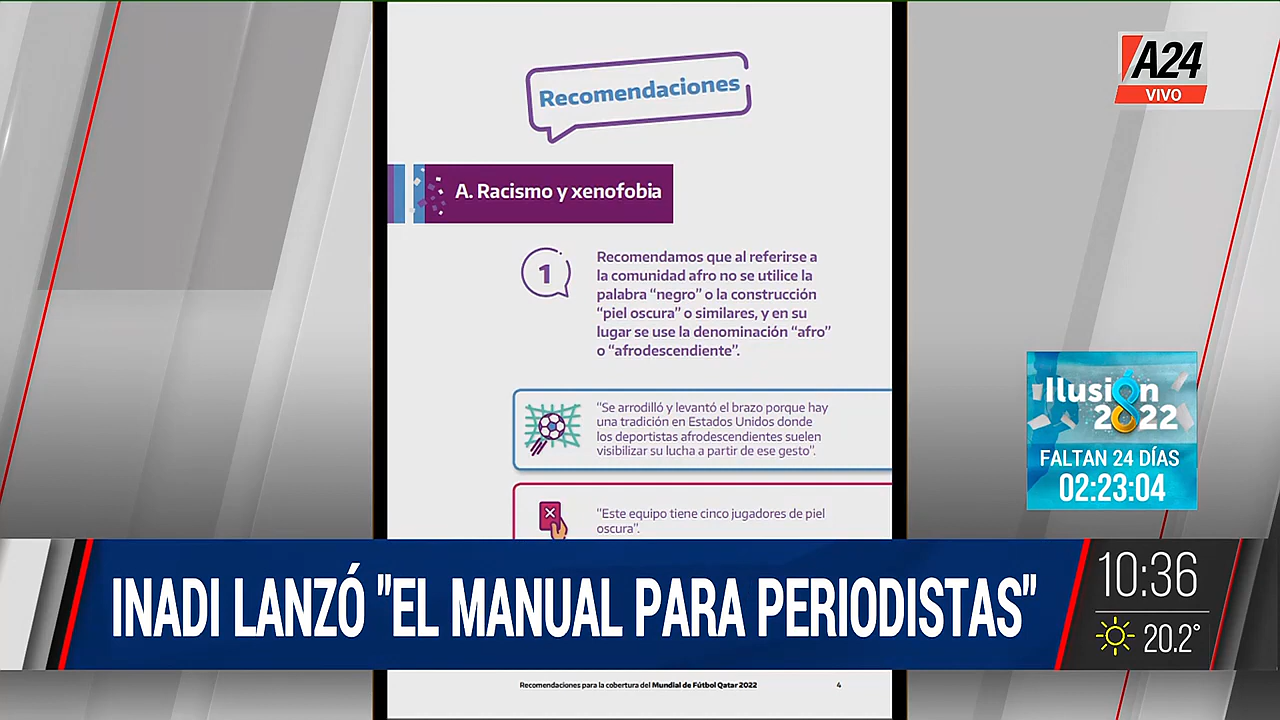 Recomendaciones
A. Racismo y xenofobia
1
Recomendamos que al referirse a
la comunidad afro no se utilice la
palabra “negro” o la construcción
“piel oscura” o similares, y en su
lugar se use la denominación “afro”
o “afrodescendiente”.
“Se arrodilló y levantó el brazo porque hay
una tradición en Estados Unidos donde
los deportistas afrodescendientes suelen
visibilizar su lucha a partir de ese gesto”.
“Este equipo tiene cinco jugadores de piel
oscura”.
A24
VIVO
Ilusión
2022
FALTAN 24 DÍAS
02:23:04
INADI LANZÓ "EL MANUAL PARA PERIODISTAS"
10:36
20.2°
Recomendaciones para la cobertura del Mundial de Fútbol Qatar 2022
4